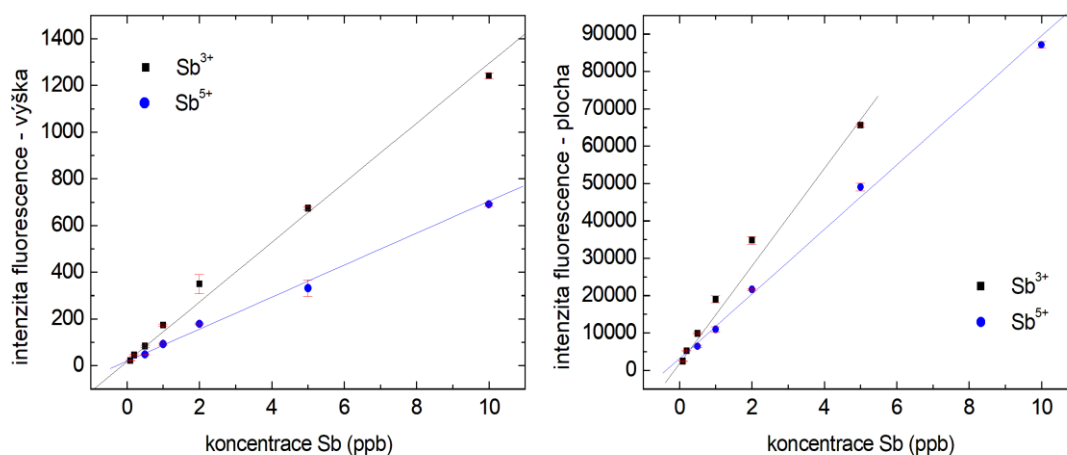 intenzita fluorescence - výška
1400
1200
1000
800
600
400
200
0
Sb3+
Sb5+
0 2 4 6 8 10
koncentrace Sb (ppb)
intenzita fluorescence - plocha
90000
80000
70000
60000
50000
40000
30000
20000
10000
0
Sb3+
Sb5+
0 2 4 6 8 10
koncentrace Sb (ppb)